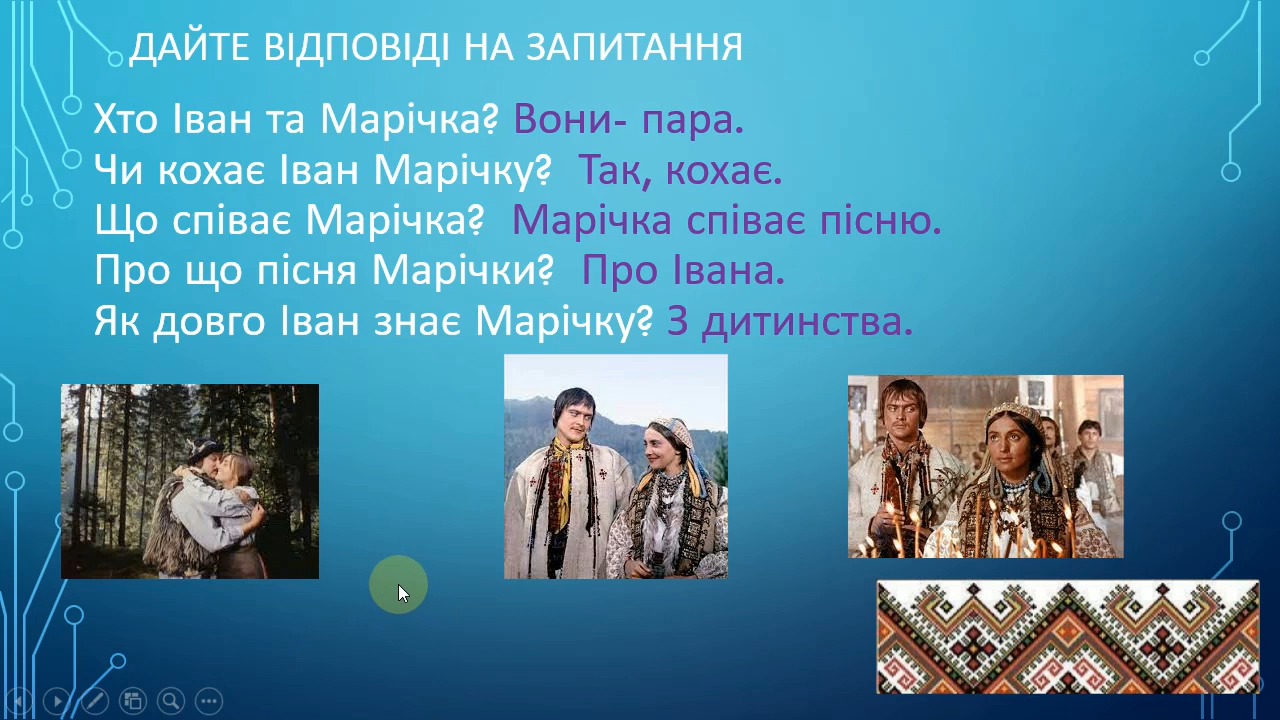 ДАЙТЕ ВІДПОВІДІ НА ЗАПИТАННЯ
Хто Іван та Марічка? Вони- пара.
Чи кохає Іван Марічку? Так, кохає.
Що співає Марічка? Марічка співає пісню.
Про що пісня Марічки? Про Івана.
Як довго Іван знає Марічку? З дитинства.